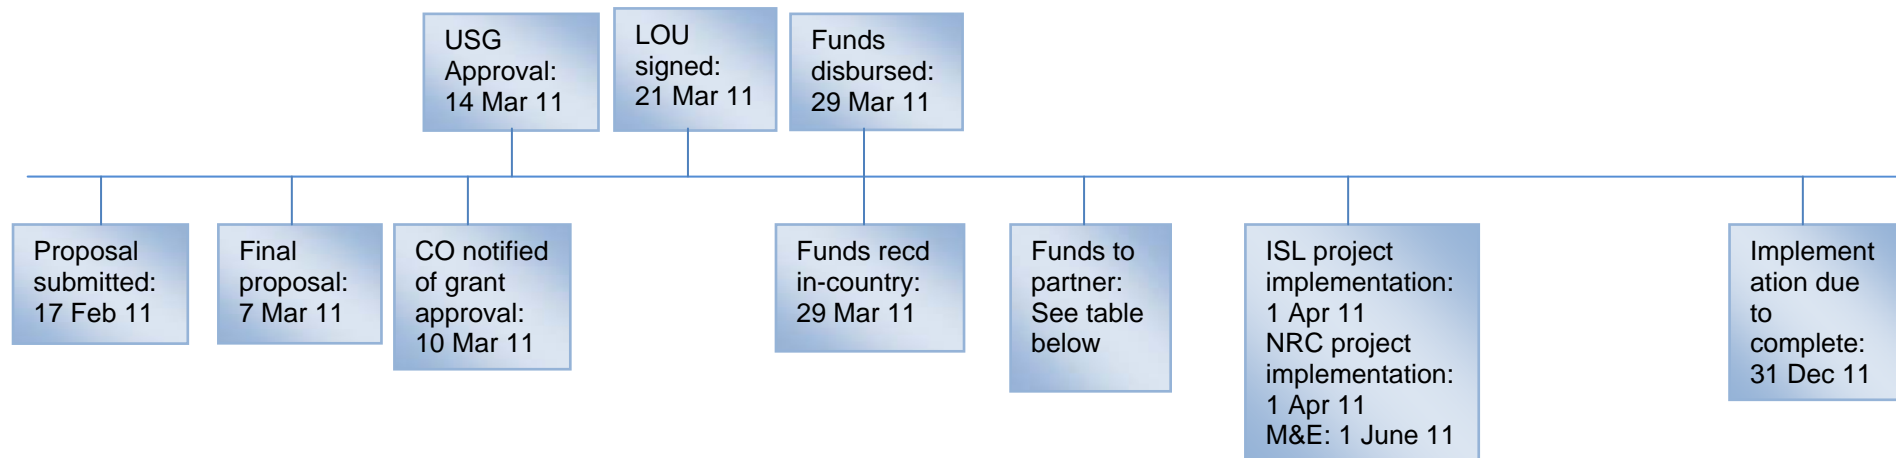 USG
Approval:
14 Mar 11
LOU
signed:
21 Mar 11
Funds
disbursed:
29 Mar 11
Proposal
submitted:
17 Feb 11
Final
proposal:
7 Mar 11
CO notified
of grant
approval:
10 Mar 11
Funds recd
in-country:
29 Mar 11
Funds to
partner:
See table
below
ISL project
implementation:
1 Apr 11
NRC project
implementation:
1 Apr 11
M&E: 1 June 11
Implement
ation due
to
complete:
31 Dec 11